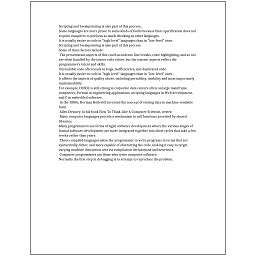 Scripting and breakpointing is also part of this process.
Some languages are more prone to some kinds of faults because their specification does not
require compilers to perform as much checking as other languages.
It is usually easier to code in "high-level" languages than in "low-level" ones.
Scripting and breakpointing is also part of this process.
Some of these factors include:
The presentation aspects of this (such as indents, line breaks, color highlighting, and so on)
are often handled by the source code editor, but the content aspects reflect the
programmer's talent and skills.
Unreadable code often leads to bugs, inefficiencies, and duplicated code.
It is usually easier to code in "high-level" languages than in "low-level" ones.
It affects the aspects of quality above, including portability, usability and most importantly
maintainability.
For example, COBOL is still strong in corporate data centers often on large mainframe
computers, Fortran in engineering applications, scripting languages in Web development,
and C in embedded software.
In the 1880s, Herman Hollerith invented the concept of storing data in machine-readable
form.
Allen Downey, in his book How To Think Like A Computer Scientist, writes:
Many computer languages provide a mechanism to call functions provided by shared
libraries.
Many programmers use forms of Agile software development where the various stages of
formal software development are more integrated together into short cycles that take a few
weeks rather than years.
These compiled languages allow the programmer to write programs in terms that are
syntactically richer, and more capable of abstracting the code, making it easy to target
varying machine instruction sets via compilation declarations and heuristics.
Computer programmers are those who write computer software.
Normally the first step in debugging is to attempt to reproduce the problem.